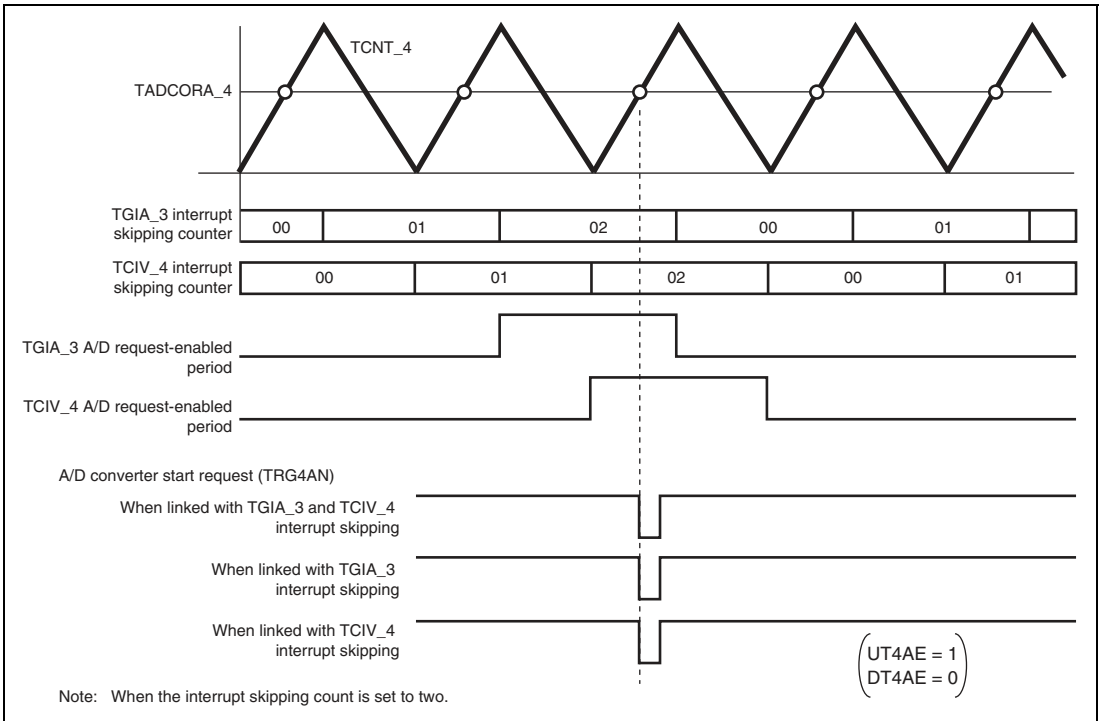 TCNT_4
TADCORA_4
TGIA_3 interrupt
skipping counter
00 01 02 00 01
TCIV_4 interrupt
skipping counter
00 01 02 00 01
TGIA_3 A/D request-enabled
period
TCIV_4 A/D request-enabled
period
A/D converter start request (TRG4AN)
When linked with TGIA_3 and TCIV_4
interrupt skipping
When linked with TGIA_3
interrupt skipping
When linked with TCIV_4
interrupt skipping
UT4AE = 1
DT4AE = 0
Note: When the interrupt skipping count is set to two.